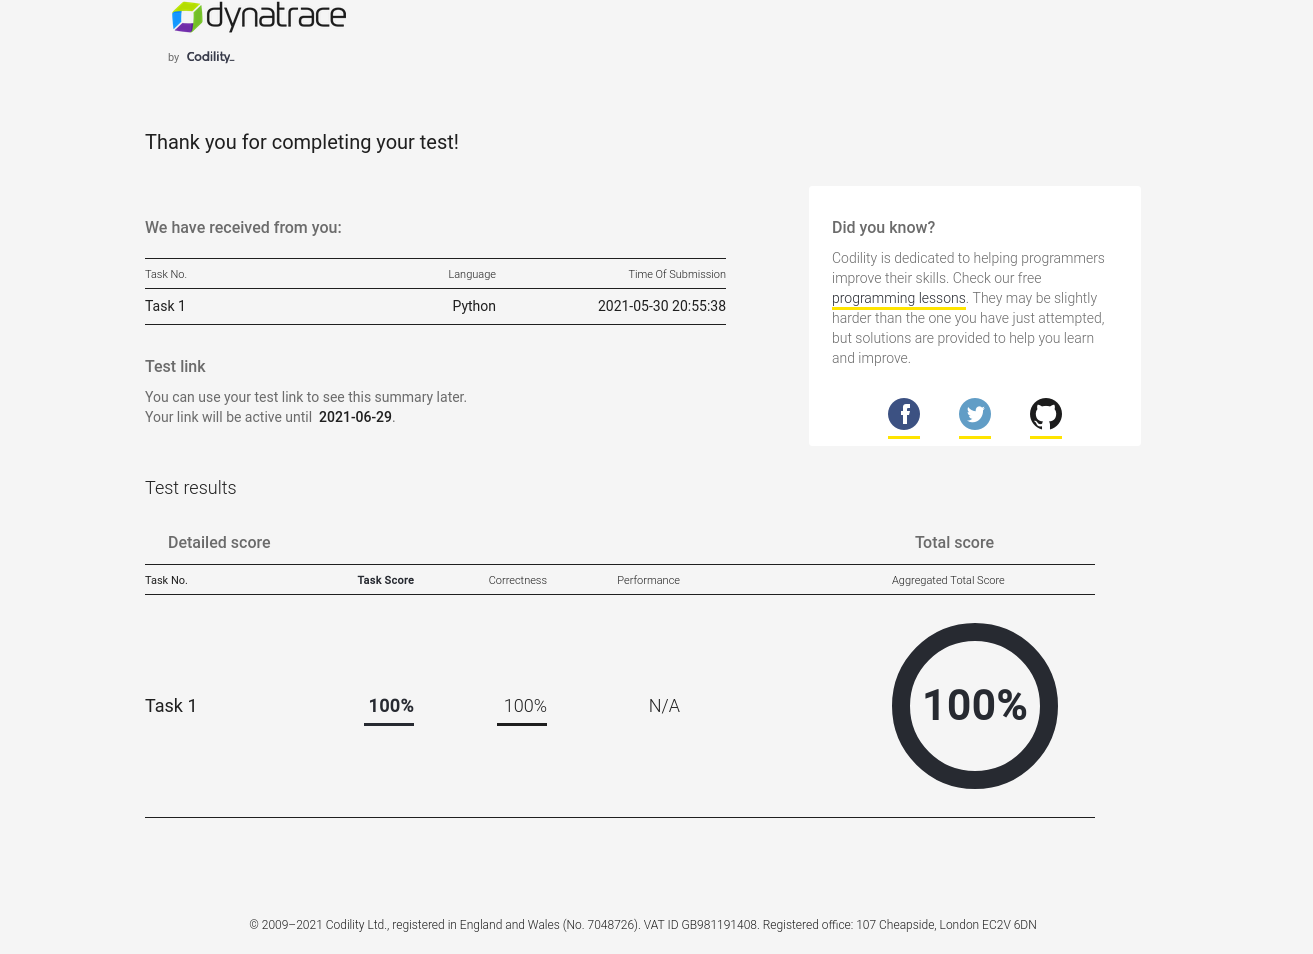 dynatrace
by Codility_
Thank you for completing your test!
We have received from you:
Task No. Language Time Of Submission
Task 1 Python 2021-05-30 20:55:38
Test link
You can use your test link to see this summary later.
Your link will be active until 2021-06-29.
Did you know?
Codility is dedicated to helping programmers
improve their skills. Check our free
programming lessons. They may be slightly
harder than the one you have just attempted,
but solutions are provided to help you learn
and improve.
Test results
Detailed score Total score
Task No. Task Score Correctness Performance Aggregated Total Score
Task 1 100% 100% N/A 100%
© 2009–2021 Codility Ltd., registered in England and Wales (No. 7048726). VAT ID GB981191408. Registered office: 107 Cheapside, London EC2V 6DN